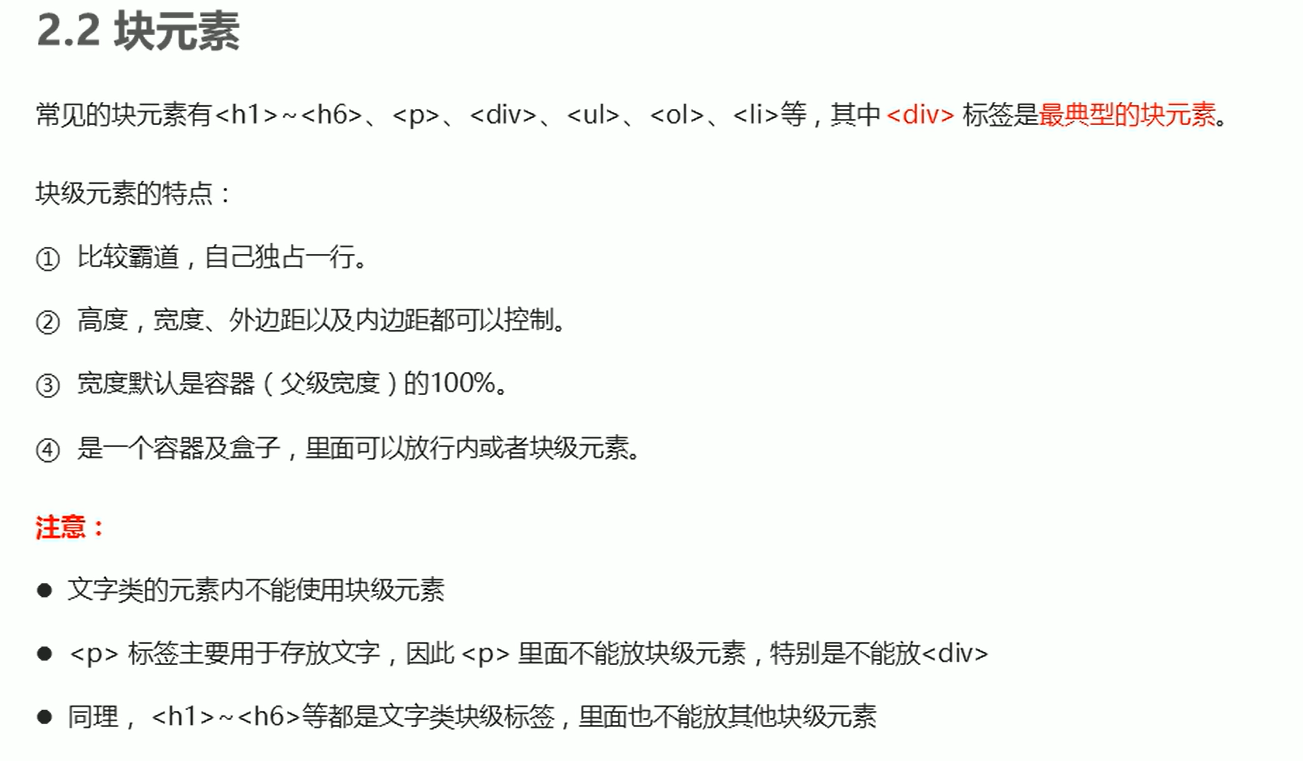 2.2 块元素
常见的块元素有<h1>~<h6>、<p>、<div>、<ul>、<ol>、<li>等，其中 <div> 标签是最典型的块元素。
块级元素的特点：
① 比较霸道，自己独占一行。
② 高度，宽度、外边距以及内边距都可以控制。
③ 宽度默认是容器（父级宽度）的100%。
④ 是一个容器及盒子，里面可以放行内或者块级元素。
注意：
● 文字类的元素内不能使用块级元素
● <p> 标签主要用于存放文字，因此 <p> 里面不能放块级元素，特别是不能放<div>
● 同理， <h1>~<h6>等都是文字类块级标签，里面也不能放其他块级元素